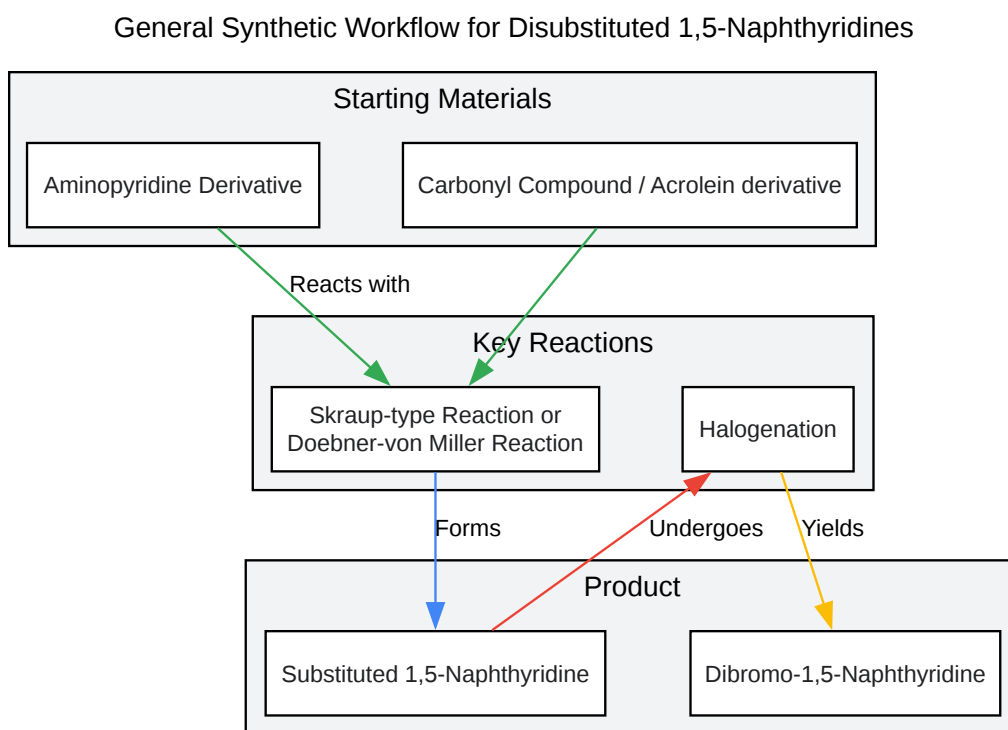 General Synthetic Workflow for Disubstituted 1,5-Naphthyridines
Starting Materials
Aminopyridine Derivative
Carbonyl Compound / Acrolein derivative
Reacts with
Key Reactions
Skraup-type Reaction or
Doebner-von Miller Reaction
Halogenation
Forms
Undergoes
Yields
Product
Substituted 1,5-Naphthyridine
Dibromo-1,5-Naphthyridine